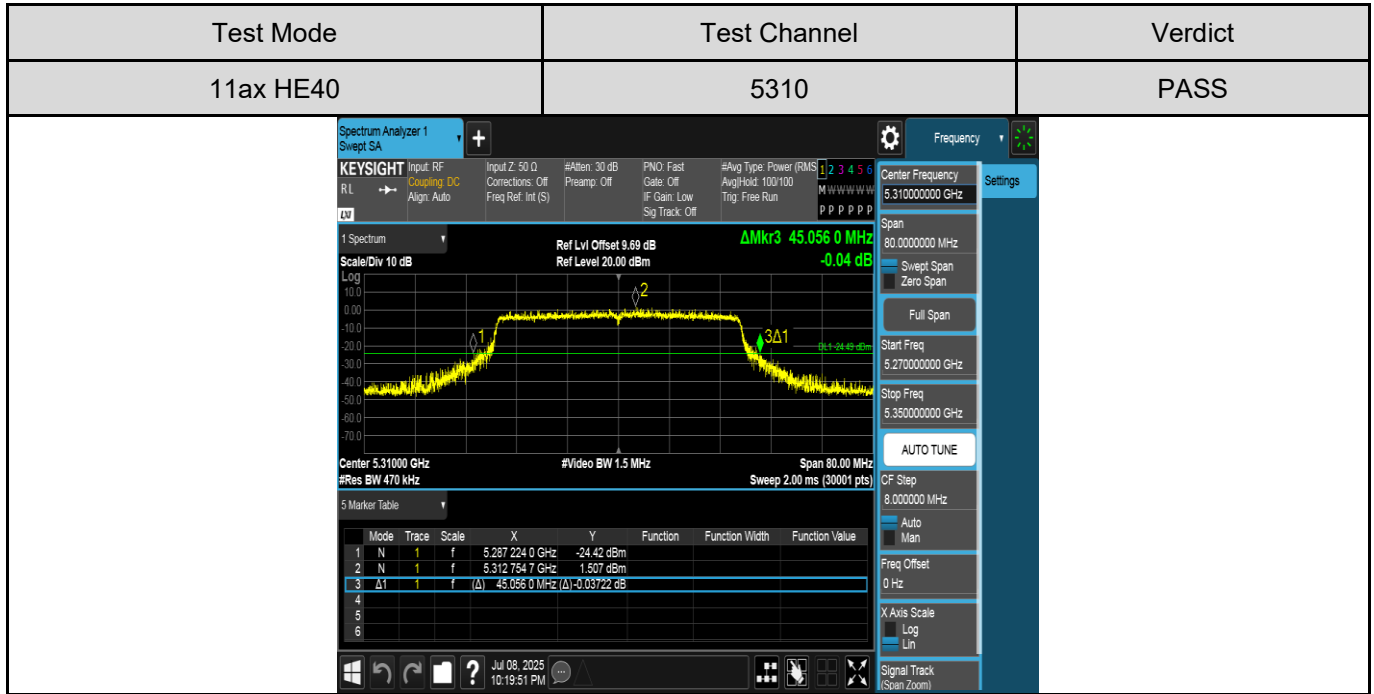 Test Mode Test Channel Verdict
11ax HE40 5310 PASS
Spectrum Analyzer 1
Swept SA
+
Frequency
KEYSIGHT Input: RF Input Z: 50 Ω #Atten: 30 dB PNO: Fast #Avg Type: Power (RMS 1 2 3 4 5 6
RL Coupling: DC Corrections: Off Preamp: Off Gate: Off Avg|Hold: 100/100 M W W W W W
Align: Auto Freq Ref: Int (S) IF Gain: Low Trig: Free Run
LXI Sig Track: Off P P P P P P
1 Spectrum
Ref Lvl Offset 9.69 dB ΔMkr3 45.056 0 MHz
Scale/Div 10 dB Ref Level 20.00 dBm -0.04 dB
Log
10.0
0.00
-10.0
-20.0
-30.0
-40.0
-50.0
-60.0
-70.0
2
1
3Δ1
DL1 -24.49 dBm
Center 5.31000 GHz #Video BW 1.5 MHz Span 80.00 MHz
#Res BW 470 kHz Sweep 2.00 ms (30001 pts)
5 Marker Table
Mode Trace Scale X Y Function Function Width Function Value
1 N 1 f 5.287 224 0 GHz -24.42 dBm
2 N 1 f 5.312 754 7 GHz 1.507 dBm
3 Δ1 1 f (Δ) 45.056 0 MHz (Δ) -0.03722 dB
4
5
6
?
Jul 08, 2025
10:19:51 PM
Center Frequency
5.310000000 GHz
Settings
Span
80.0000000 MHz
Swept Span
Zero Span
Full Span
Start Freq
5.270000000 GHz
Stop Freq
5.350000000 GHz
AUTO TUNE
CF Step
8.000000 MHz
Auto
Man
Freq Offset
0 Hz
X Axis Scale
Log
Lin
Signal Track
(Span Zoom)